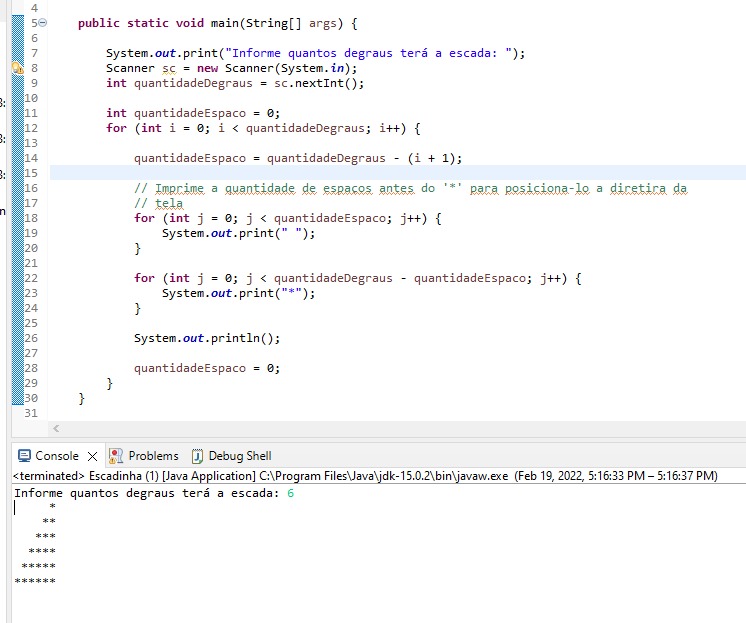 4
5 public static void main(String[] args) {
6
7 System.out.print("Informe quantos degraus terá a escada: ");
8 Scanner sc = new Scanner(System.in);
9 int quantidadeDegraus = sc.nextInt();
10
11 int quantidadeEspaco = 0;
12 for (int i = 0; i < quantidadeDegraus; i++) {
13
14 quantidadeEspaco = quantidadeDegraus - (i + 1);
15
16 // Imprime a quantidade de espacos antes do '*' para posiciona-lo a diretira da
17 // tela
18 for (int j = 0; j < quantidadeEspaco; j++) {
19 System.out.print(" ");
20 }
21
22 for (int j = 0; j < quantidadeDegraus - quantidadeEspaco; j++) {
23 System.out.print("*");
24 }
25
26 System.out.println();
27
28 quantidadeEspaco = 0;
29 }
30 }
31
Console Problems Debug Shell
<terminated> Escadinha (1) [Java Application] C:\Program Files\Java\jdk-15.0.2\bin\javaw.exe (Feb 19, 2022, 5:16:33 PM – 5:16:37 PM)
Informe quantos degraus terá a escada: 6
     *
    **
   ***
  ****
 *****
******